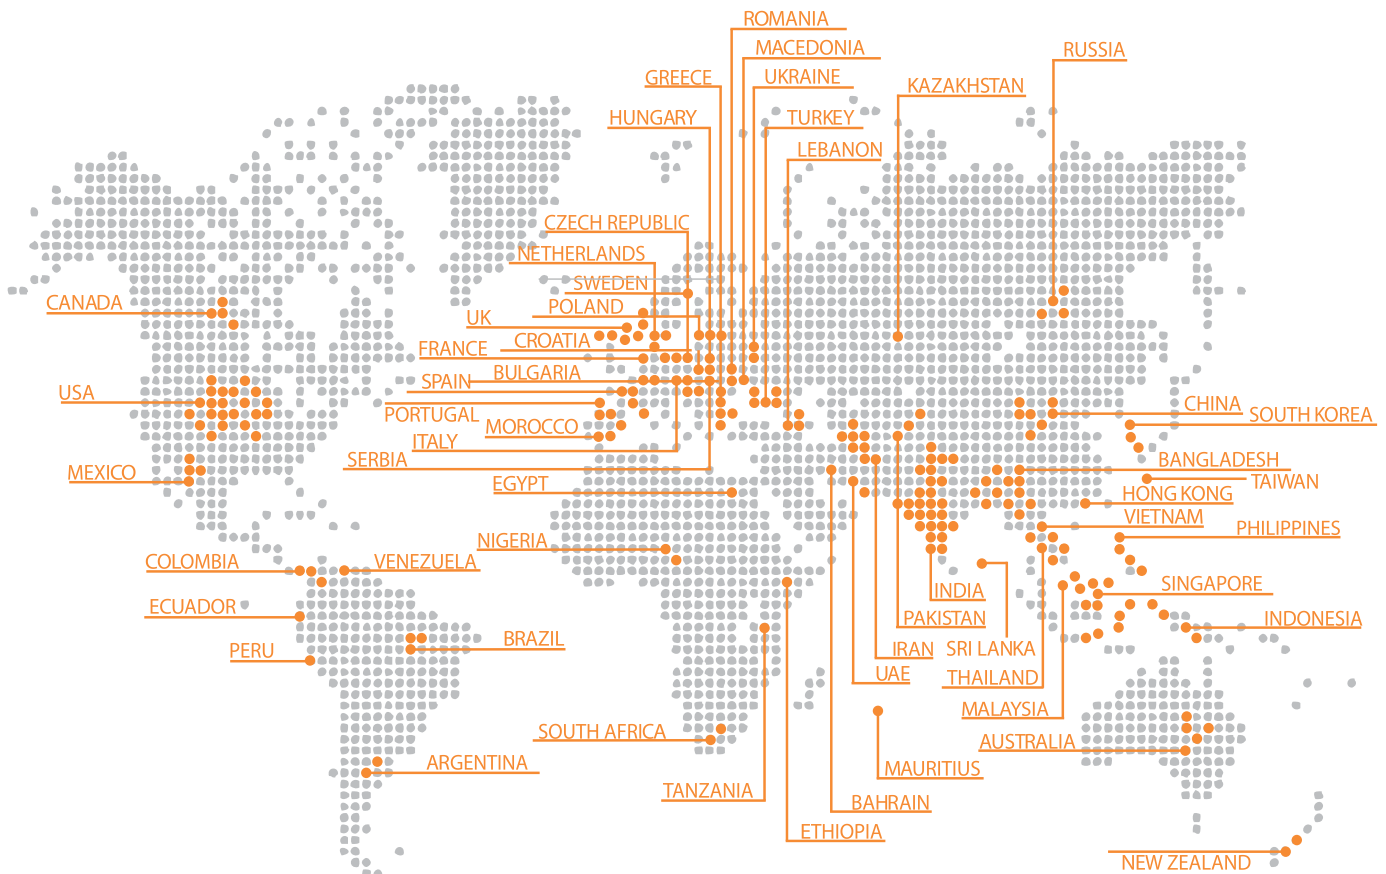 ROMANIA
MACEDONIA
RUSSIA
GREECE
UKRAINE
KAZAKHSTAN
HUNGARY
TURKEY
LEBANON
CZECH REPUBLIC
NETHERLANDS
SWEDEN
CANADA
POLAND
UK
CROATIA
FRANCE
BULGARIA
SPAIN
USA
CHINA
PORTUGAL
SOUTH KOREA
MOROCCO
ITALY
SERBIA
BANGLADESH
MEXICO
EGYPT
TAIWAN
HONG KONG
VIETNAM
PHILIPPINES
NIGERIA
COLOMBIA
VENEZUELA
SINGAPORE
INDIA
ECUADOR
PAKISTAN
INDONESIA
BRAZIL
PERU
IRAN
SRI LANKA
UAE
THAILAND
MALAYSIA
SOUTH AFRICA
AUSTRALIA
ARGENTINA
MAURITIUS
TANZANIA
BAHRAIN
ETHIOPIA
NEW ZEALAND